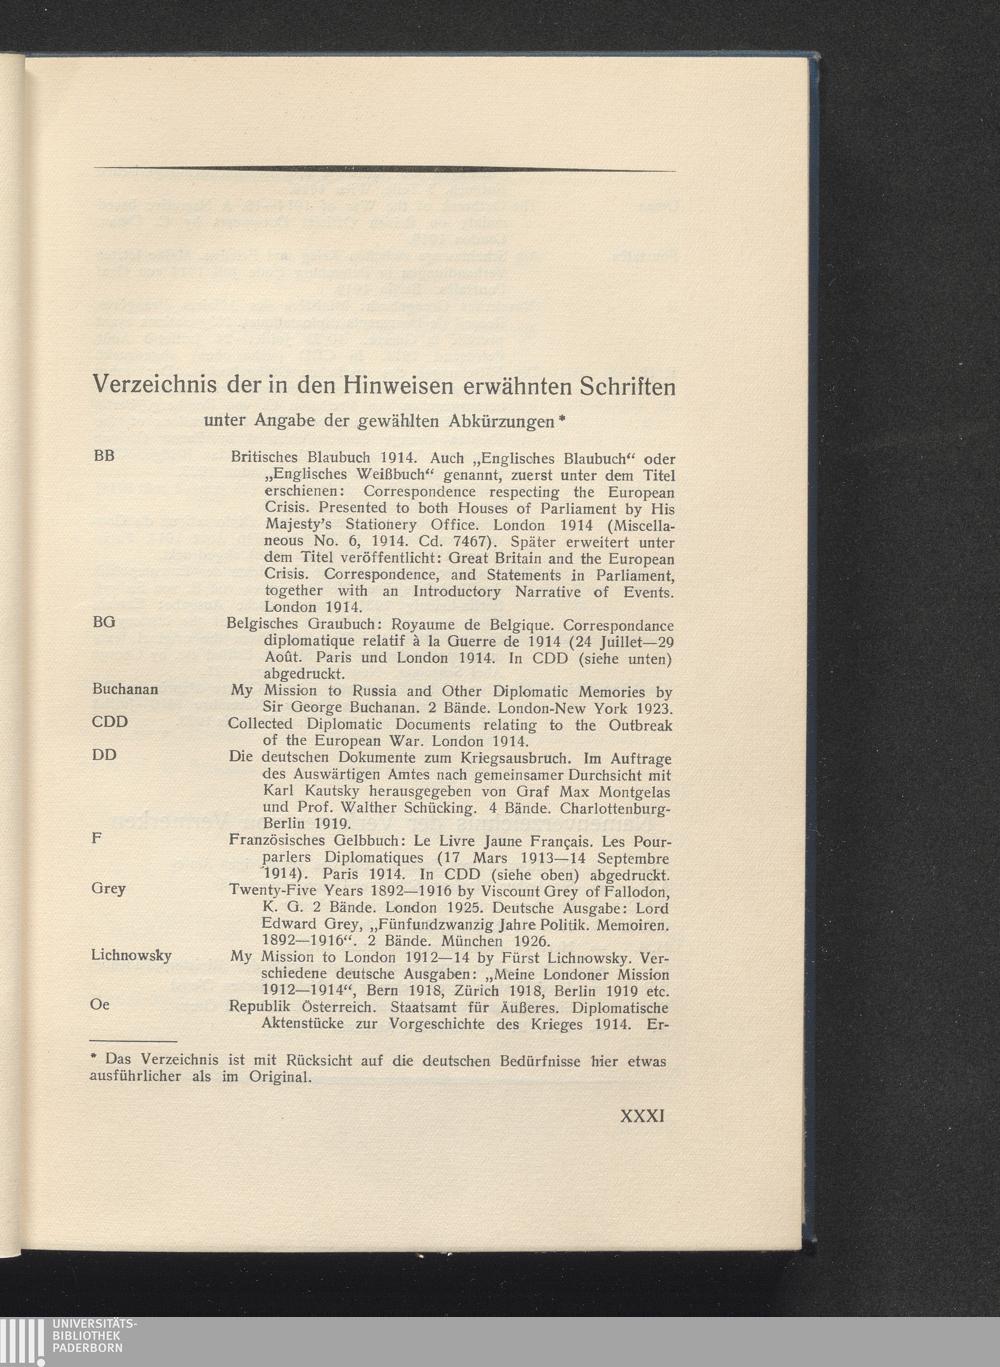 Verzeichnis der in den Hinweisen erwähnten Schriften
unter Angabe der gewählten Abkürzungen*
BB Britisches Blaubuch 1914. Auch „Englisches Blaubuch“ oder
„Englisches Weißbuch“ genannt, zuerst unter dem Titel
erschienen: Correspondence respecting the European
Crisis. Presented to both Houses of Parliament by His
Majesty's Stationery Office. London 1914 (Miscella-
neous No. 6, 1914. Cd. 7467). Später erweitert unter
dem Titel veröffentlicht: Great Britain and the European
Crisis. Correspondence, and Statements in Parliament,
together with an Introductory Narrative of Events.
London 1914.
BG Belgisches Graubuch: Royaume de Belgique. Correspondance
diplomatique relatif à la Guerre de 1914 (24 Juillet—29
Août. Paris und London 1914. In CDD (siehe unten)
abgedruckt.
Buchanan My Mission to Russia and Other Diplomatic Memories by
Sir George Buchanan. 2 Bände. London-New York 1923.
CDD Collected Diplomatic Documents relating to the Outbreak
of the European War. London 1914.
DD Die deutschen Dokumente zum Kriegsausbruch. Im Auftrage
des Auswärtigen Amtes nach gemeinsamer Durchsicht mit
Karl Kautsky herausgegeben von Graf Max Montgelas
und Prof. Walther Schücking. 4 Bände. Charlottenburg-
Berlin 1919.
F Französisches Gelbbuch: Le Livre Jaune Français. Les Pour-
parlers Diplomatiques (17 Mars 1913—14 Septembre
1914). Paris 1914. In CDD (siehe oben) abgedruckt.
Grey Twenty-Five Years 1892—1916 by Viscount Grey of Fallodon,
K. G. 2 Bände. London 1925. Deutsche Ausgabe: Lord
Edward Grey, „Fünfundzwanzig Jahre Politik. Memoiren.
1892—1916“. 2 Bände. München 1926.
Lichnowsky My Mission to London 1912—14 by Fürst Lichnowsky. Ver-
schiedene deutsche Ausgaben: „Meine Londoner Mission
1912—1914“, Bern 1918, Zürich 1918, Berlin 1919 etc.
Oe Republik Österreich. Staatsamt für Äußeres. Diplomatische
Aktenstücke zur Vorgeschichte des Krieges 1914. Er-
* Das Verzeichnis ist mit Rücksicht auf die deutschen Bedürfnisse hier etwas
ausführlicher als im Original.
XXXI
UNIVERSITÄTS-
BIBLIOTHEK
PADERBORN